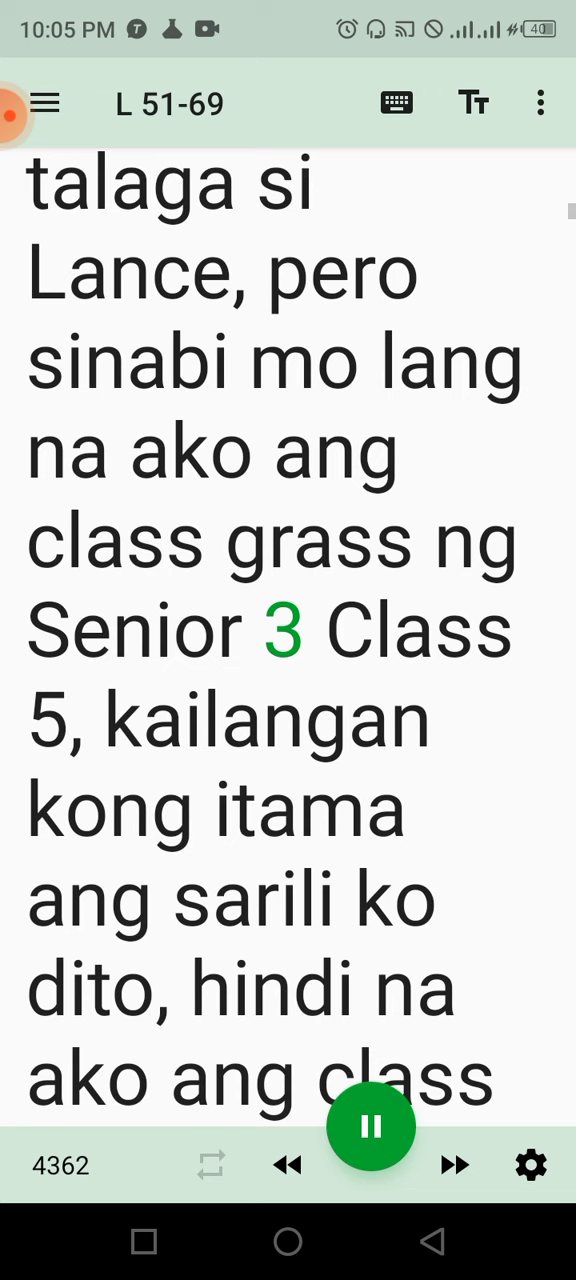 10:05 PM
40
L 51-69
talaga si
Lance, pero
sinabi mo lang
na ako ang
class grass ng
Senior 3 Class
5, kailangan
kong itama
ang sarili ko
dito, hindi na
ako ang class
4362